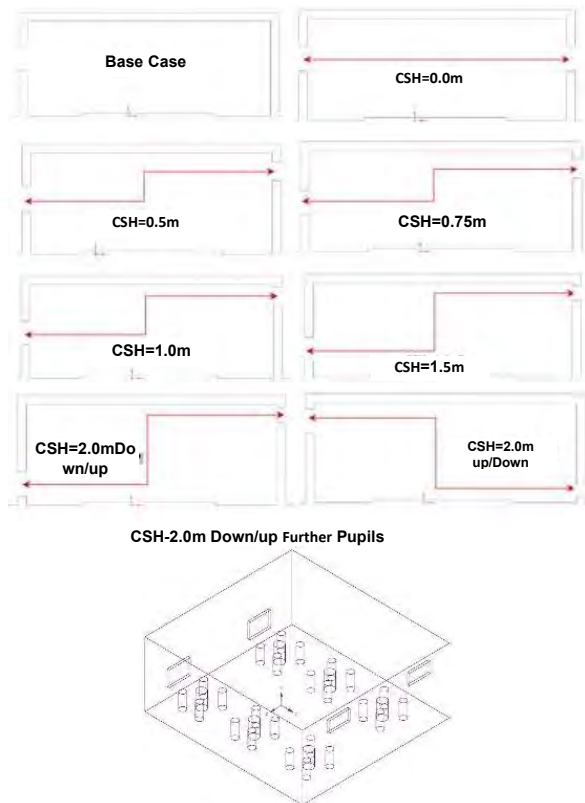 Base Case
CSH=0.0m
CSH=0.5m
CSH=0.75m
CSH=1.0m
CSH=1.5m
CSH=2.0mDo
wn/up
CSH=2.0m
up/Down
CSH-2.0m Down/up Further Pupils